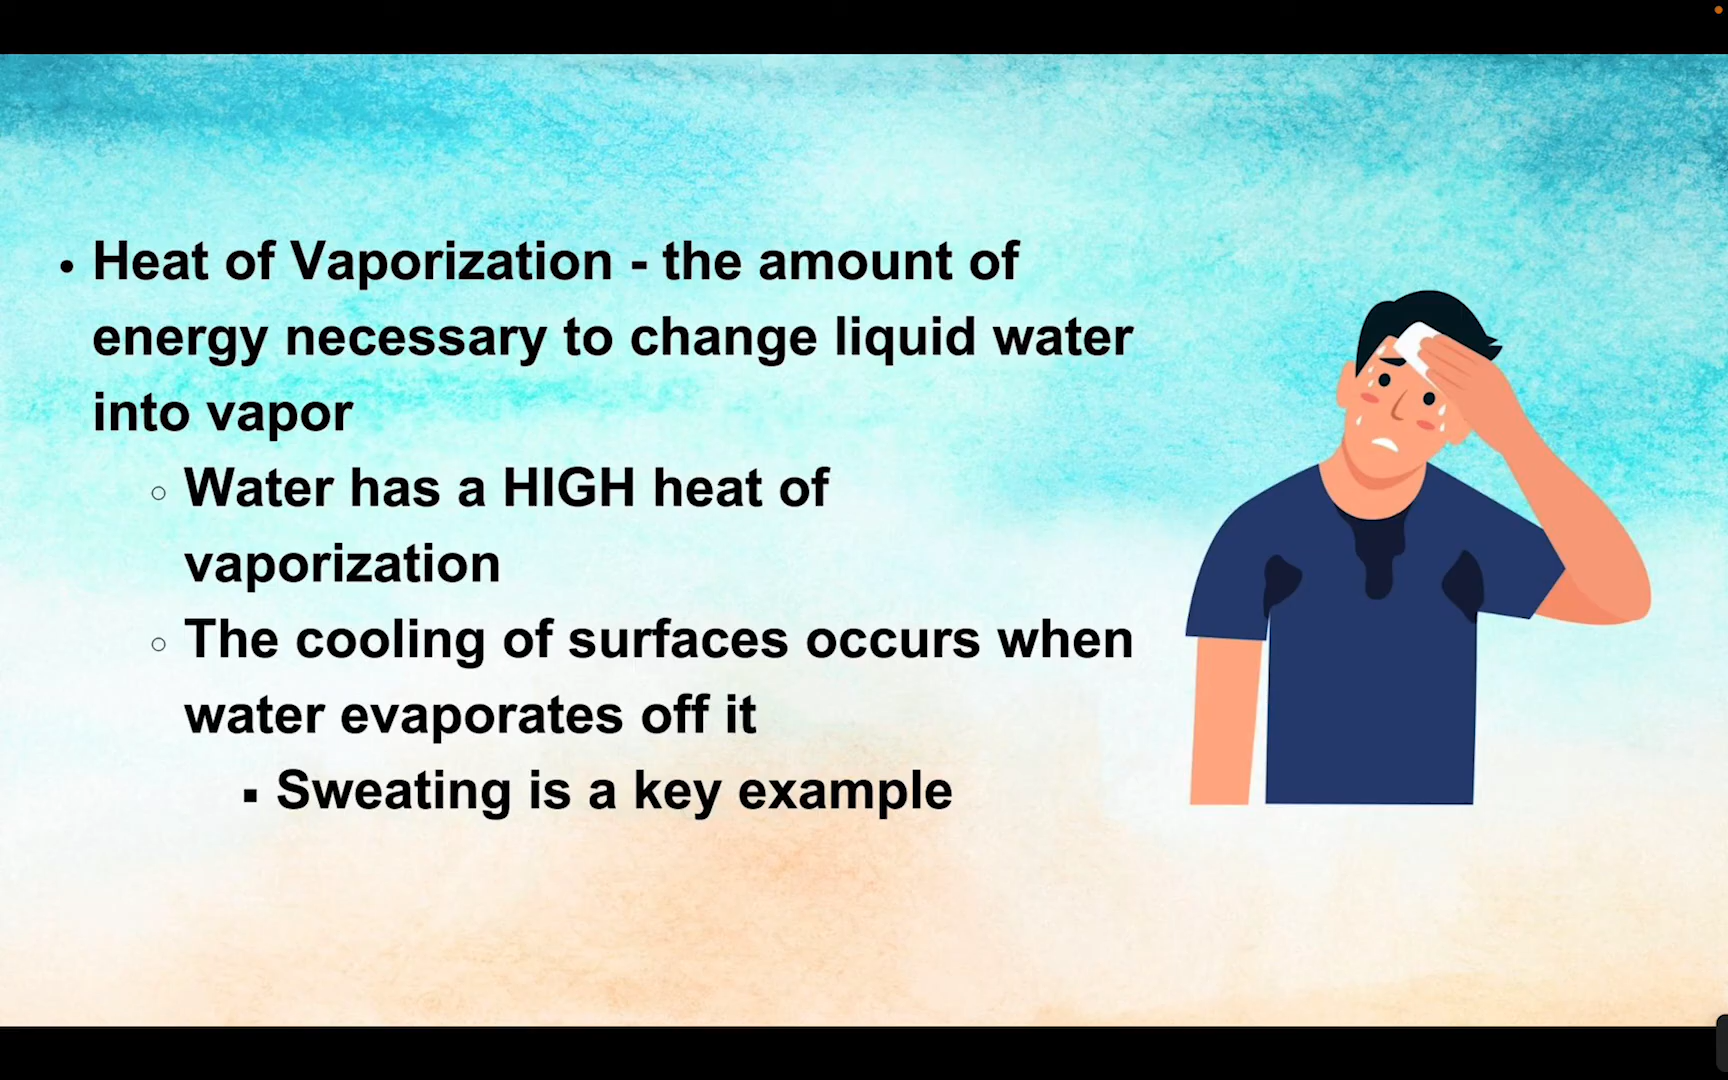 • Heat of Vaporization - the amount of
energy necessary to change liquid water
into vapor
○ Water has a HIGH heat of
vaporization
○ The cooling of surfaces occurs when
water evaporates off it
▪ Sweating is a key example